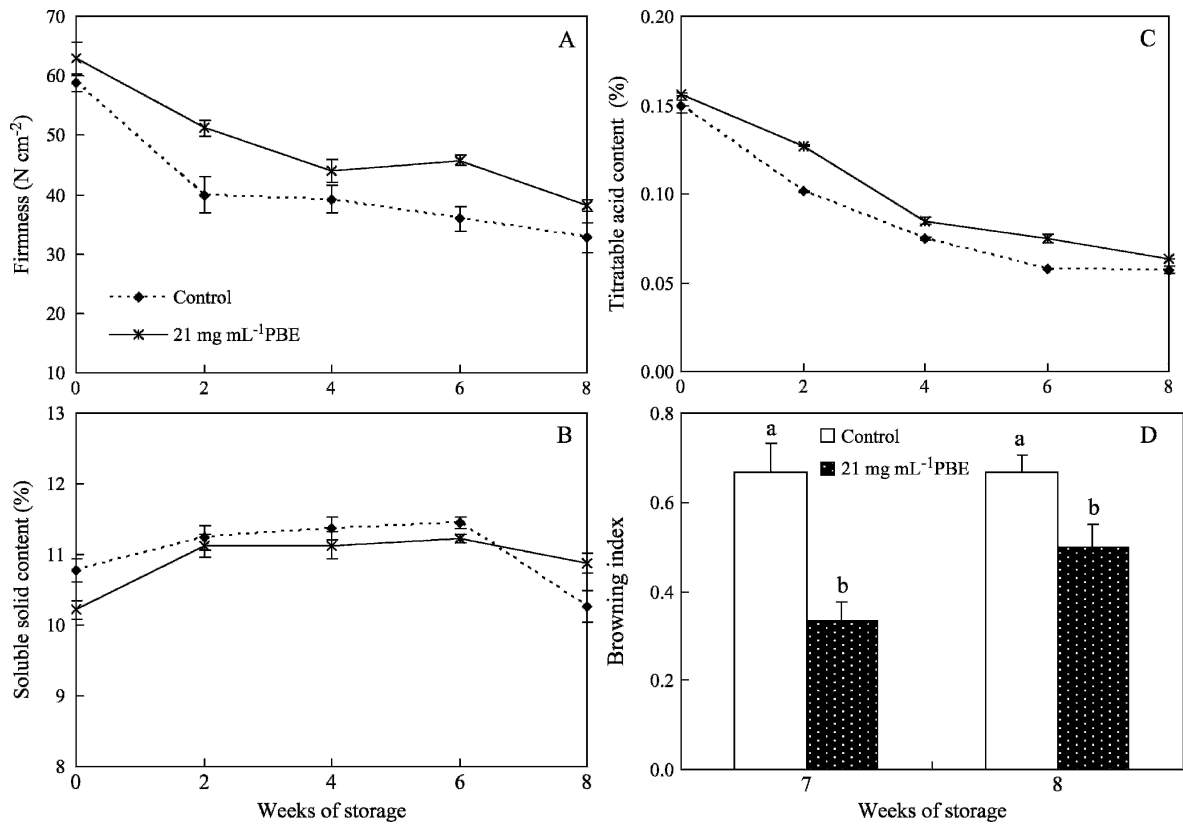 A
Firmness (N cm⁻²)
70
60
50
40
30
20
10
Control
21 mg mL⁻¹PBE
0 2 4 6 8
C
Titratable acid content (%)
0.20
0.15
0.10
0.05
0.00
0 2 4 6 8
B
Soluble solid content (%)
13
12
11
10
9
8
0 2 4 6 8
Weeks of storage
D
Browning index
0.8
0.6
0.4
0.2
0.0
Control
21 mg mL⁻¹PBE
a
b
a
b
7 8
Weeks of storage